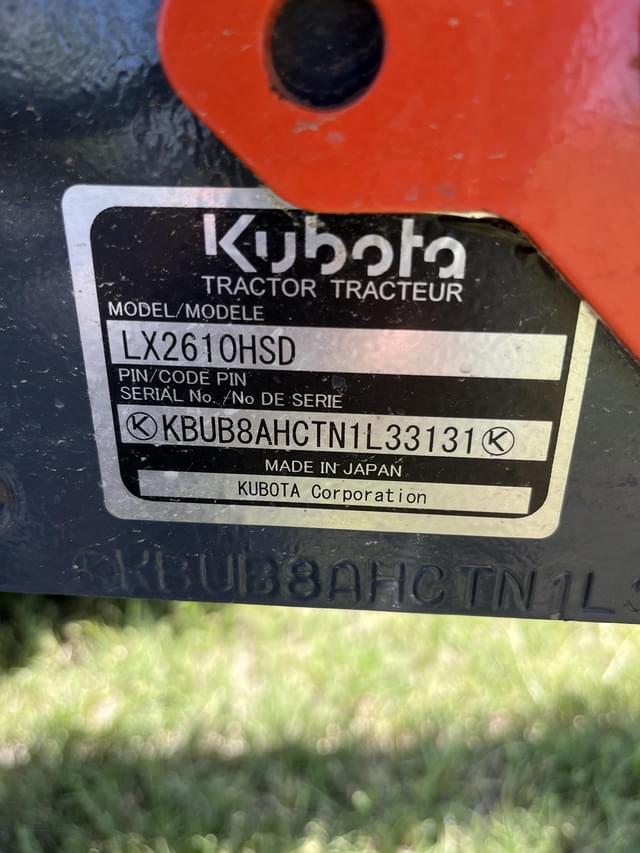 Kubota
TRACTOR TRACTEUR
MODEL/MODELE
LX2610HSD
PIN/CODE PIN
SERIAL No. /No DE SERIE
KBUB8AHCTN1L33131
MADE IN JAPAN
KUBOTA Corporation
KBUB8AHCTN1L